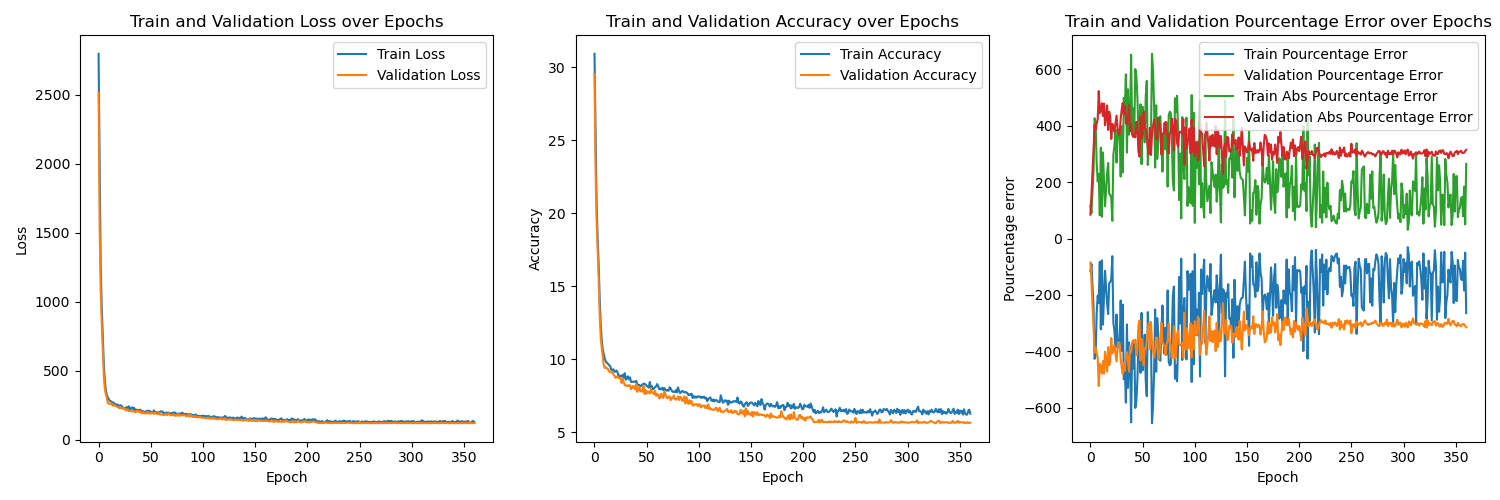 Train and Validation Loss over Epochs
Train Loss
Validation Loss
Loss
2500
2000
1500
1000
500
0
0 50 100 150 200 250 300 350
Epoch
Train and Validation Accuracy over Epochs
Train Accuracy
Validation Accuracy
Accuracy
30
25
20
15
10
5
0 50 100 150 200 250 300 350
Epoch
Train and Validation Pourcentage Error over Epochs
Train Pourcentage Error
Validation Pourcentage Error
Train Abs Pourcentage Error
Validation Abs Pourcentage Error
Pourcentage error
600
400
200
0
−200
−400
−600
0 50 100 150 200 250 300 350
Epoch